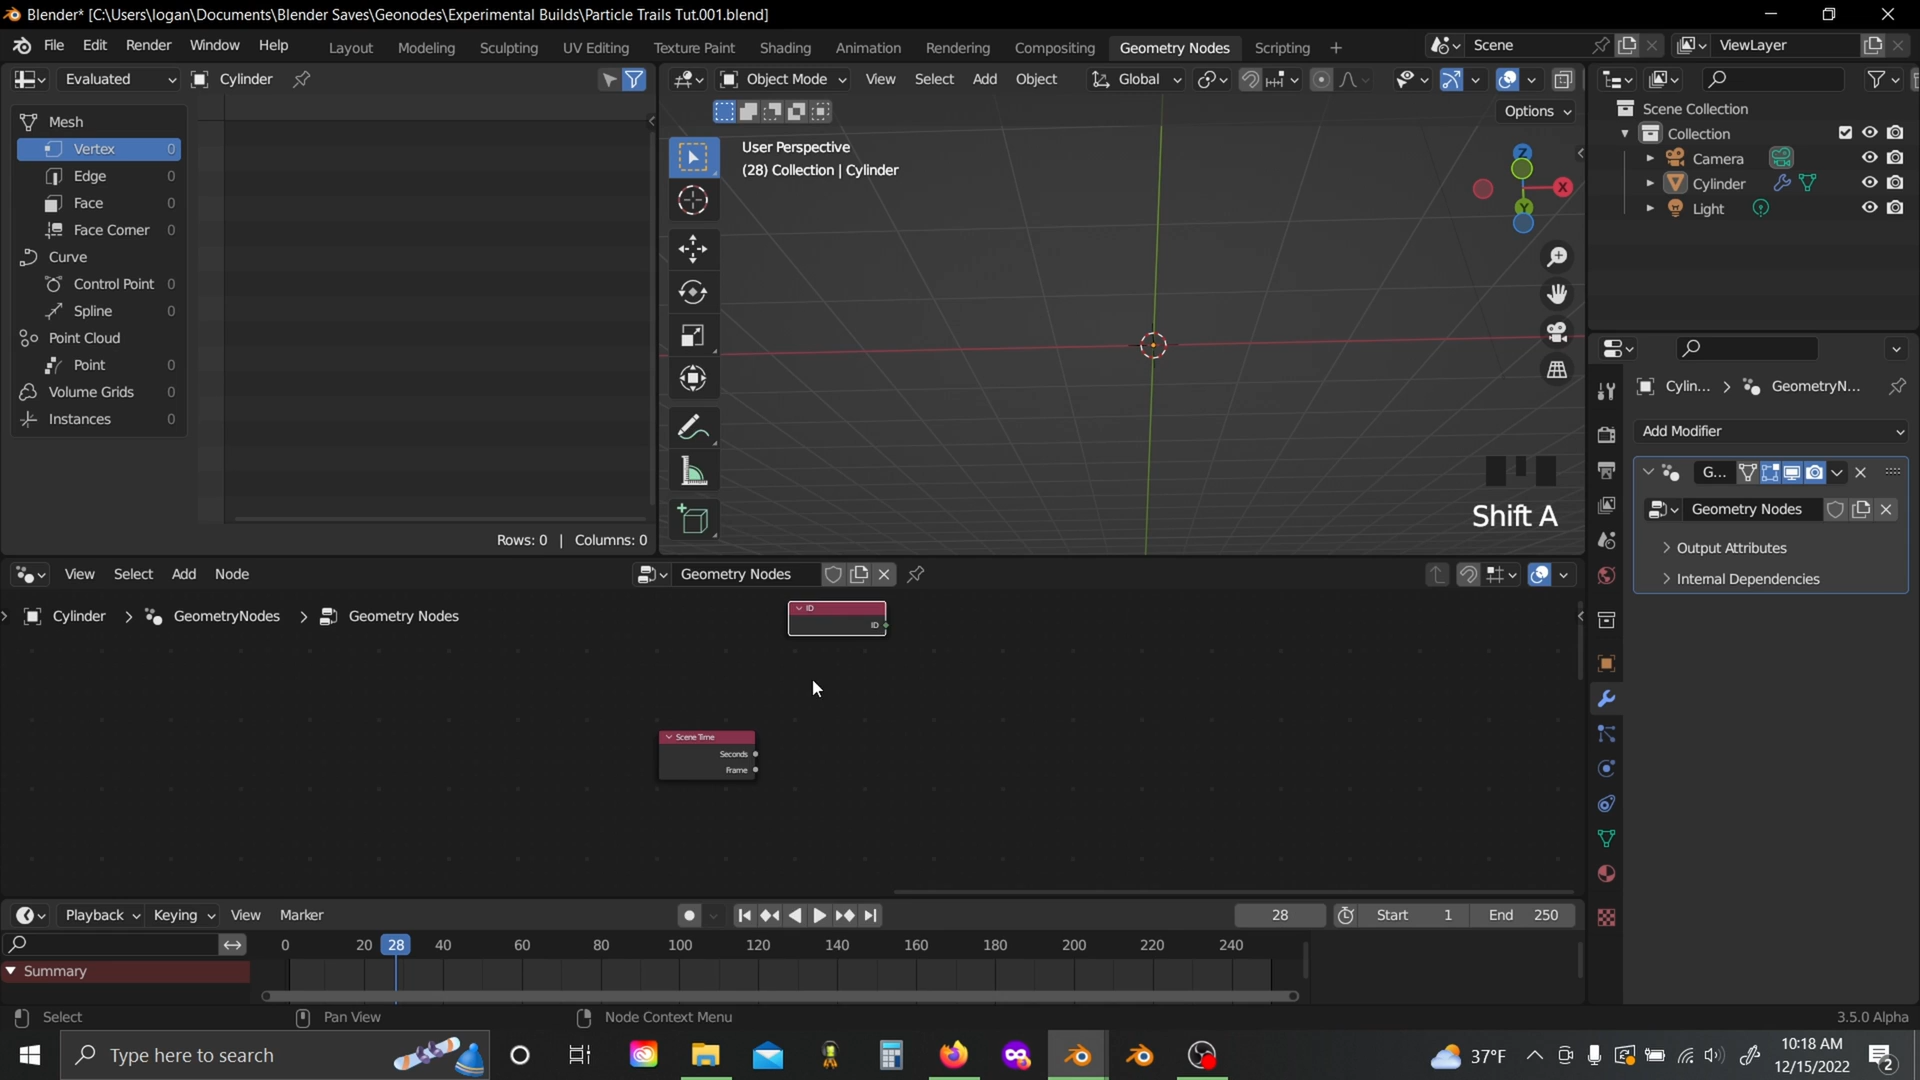 Blender* [C:\Users\logan\Documents\Blender Saves\Geonodes\Experimental Builds\Particle Trails Tut.001.blend]
File Edit Render Window Help Layout Modeling Sculpting UV Editing Texture Paint Shading Animation Rendering Compositing Geometry Nodes Scripting + Scene ViewLayer
Evaluated Cylinder
Object Mode View Select Add Object Global
Options
Mesh
Vertex 0
Edge 0
Face 0
Face Corner 0
Curve
Control Point 0
Spline 0
Point Cloud
Point 0
Volume Grids 0
Instances 0
Rows: 0 | Columns: 0
User Perspective
(28) Collection | Cylinder
Z
X
Y
Shift A
Scene Collection
Collection
Camera
Cylinder
Light
Cylin... > GeometryN...
Add Modifier
G...
Geometry Nodes
Output Attributes
Internal Dependencies
View Select Add Node Geometry Nodes
Cylinder > GeometryNodes > Geometry Nodes
ID
ID
Scene Time
Seconds
Frame
Playback Keying View Marker 28 Start 1 End 250
0 20 28 40 60 80 100 120 140 160 180 200 220 240
Summary
Select Pan View Node Context Menu 3.5.0 Alpha
Type here to search
37°F
10:18 AM
12/15/2022
2